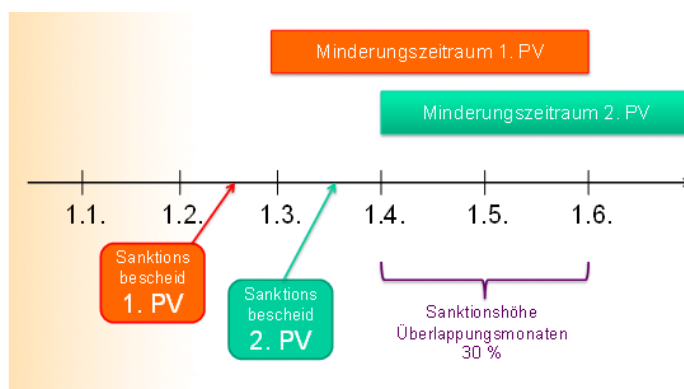 Minderungszeitraum 1. PV
Minderungszeitraum 2. PV
1.1.
1.2.
1.3.
1.4.
1.5.
1.6.
Sanktions
bescheid
1. PV
Sanktions
bescheid
2. PV
Sanktionshöhe
Überlappungsmonaten
30 %